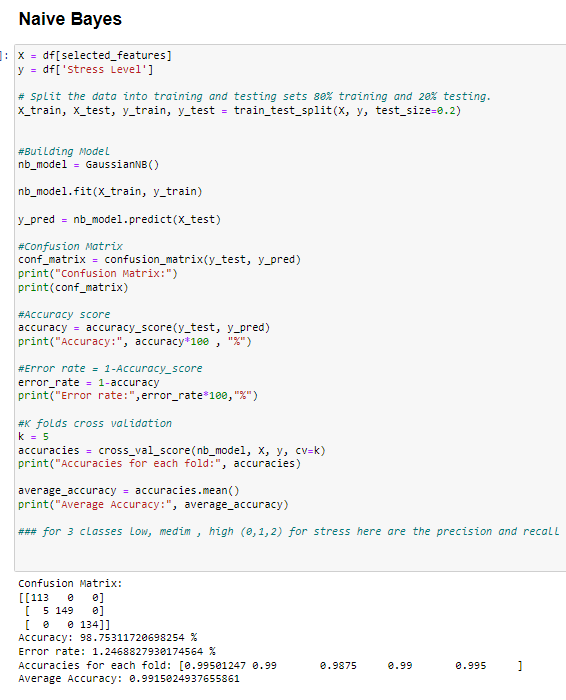 Naive Bayes
]: X = df[selected_features]
y = df['Stress Level']
# Split the data into training and testing sets 80% training and 20% testing.
X_train, X_test, y_train, y_test = train_test_split(X, y, test_size=0.2)
#Building Model
nb_model = GaussianNB()
nb_model.fit(X_train, y_train)
y_pred = nb_model.predict(X_test)
#Confusion Matrix
conf_matrix = confusion_matrix(y_test, y_pred)
print("Confusion Matrix:")
print(conf_matrix)
#Accuracy score
accuracy = accuracy_score(y_test, y_pred)
print("Accuracy:", accuracy*100 , "%")
#Error rate = 1-Accuracy_score
error_rate = 1-accuracy
print("Error rate:",error_rate*100,"%")
#K folds cross validation
k = 5
accuracies = cross_val_score(nb_model, X, y, cv=k)
print("Accuracies for each fold:", accuracies)
average_accuracy = accuracies.mean()
print("Average Accuracy:", average_accuracy)
### for 3 classes low, medim , high (0,1,2) for stress here are the precision and recall
Confusion Matrix:
[[113   0   0]
[  5 149   0]
[  0   0 134]]
Accuracy: 98.75311720698254 %
Error rate: 1.2468827930174564 %
Accuracies for each fold: [0.99501247 0.99       0.9875     0.99       0.995     ]
Average Accuracy: 0.9915024937655861